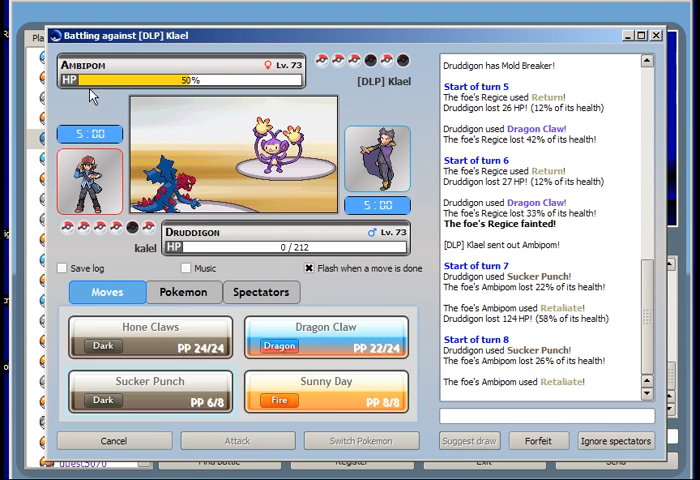 Battling against [DLP] Klael
Pla
AMBIPOM Lv. 73
HP 50%
[DLP] Klael
5:00
5:00
kalel
DRUDDIGON Lv. 73
HP 0 / 212
Save log Music Flash when a move is done
Moves Pokemon Spectators
Hone Claws
Dark PP 24/24
Dragon Claw
Dragon PP 22/24
Sucker Punch
Dark PP 6/8
Sunny Day
Fire PP 8/8
Cancel Attack Switch Pokemon
Druddigon has Mold Breaker!
Start of turn 5
The foe's Regice used Return!
Druddigon lost 26 HP! (12% of its health)
Druddigon used Dragon Claw!
The foe's Regice lost 42% of its health!
Start of turn 6
The foe's Regice used Return!
Druddigon lost 27 HP! (12% of its health)
Druddigon used Dragon Claw!
The foe's Regice lost 33% of its health!
The foe's Regice fainted!
[DLP] Klael sent out Ambipom!
Start of turn 7
Druddigon used Sucker Punch!
The foe's Ambipom lost 22% of its health!
The foe's Ambipom used Retaliate!
Druddigon lost 124 HP! (58% of its health)
Start of turn 8
Druddigon used Sucker Punch!
The foe's Ambipom lost 26% of its health!
The foe's Ambipom used Retaliate!
Suggest draw Forfeit Ignore spectators
guest5070 Find battle Register Exit Send